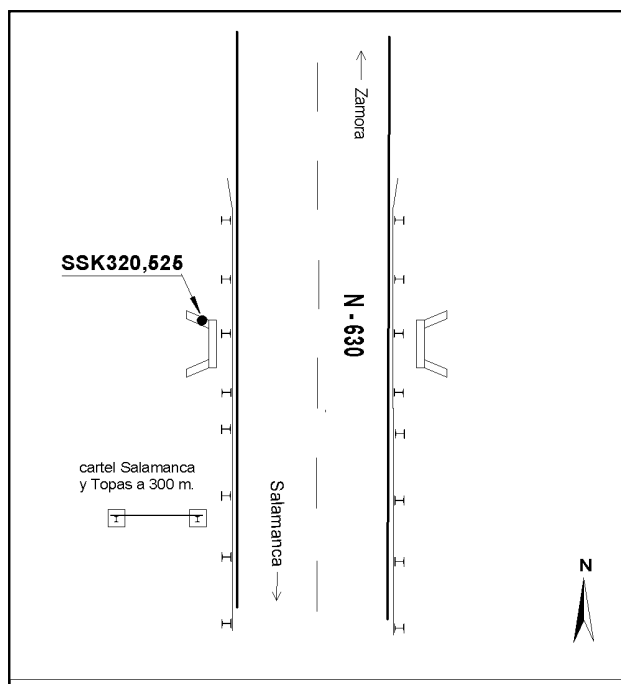 Zamora
SSK320,525
N - 630
cartel Salamanca
y Topas a 300 m.
Salamanca
N